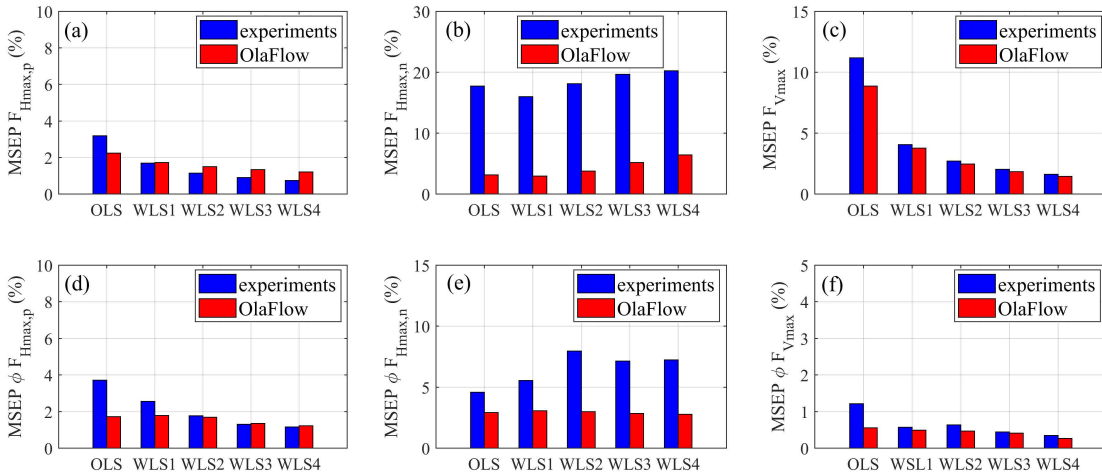 (a)
experiments
OlaFlow
MSEP F_Hmax,p (%)
10
8
6
4
2
0
OLS WLS1 WLS2 WLS3 WLS4
(b)
experiments
OlaFlow
MSEP F_Hmax,n (%)
30
20
10
0
OLS WLS1 WLS2 WLS3 WLS4
(c)
experiments
OlaFlow
MSEP F_Vmax (%)
15
10
5
0
OLS WLS1 WLS2 WLS3 WLS4
(d)
experiments
OlaFlow
MSEP ϕ F_Hmax,p (%)
10
8
6
4
2
0
OLS WLS1 WLS2 WLS3 WLS4
(e)
experiments
OlaFlow
MSEP ϕ F_Hmax,n (%)
15
10
5
0
OLS WLS1 WLS2 WLS3 WLS4
(f)
experiments
OlaFlow
MSEP ϕ F_Vmax (%)
5
4
3
2
1
0
OLS WSL1 WLS2 WLS3 WLS4